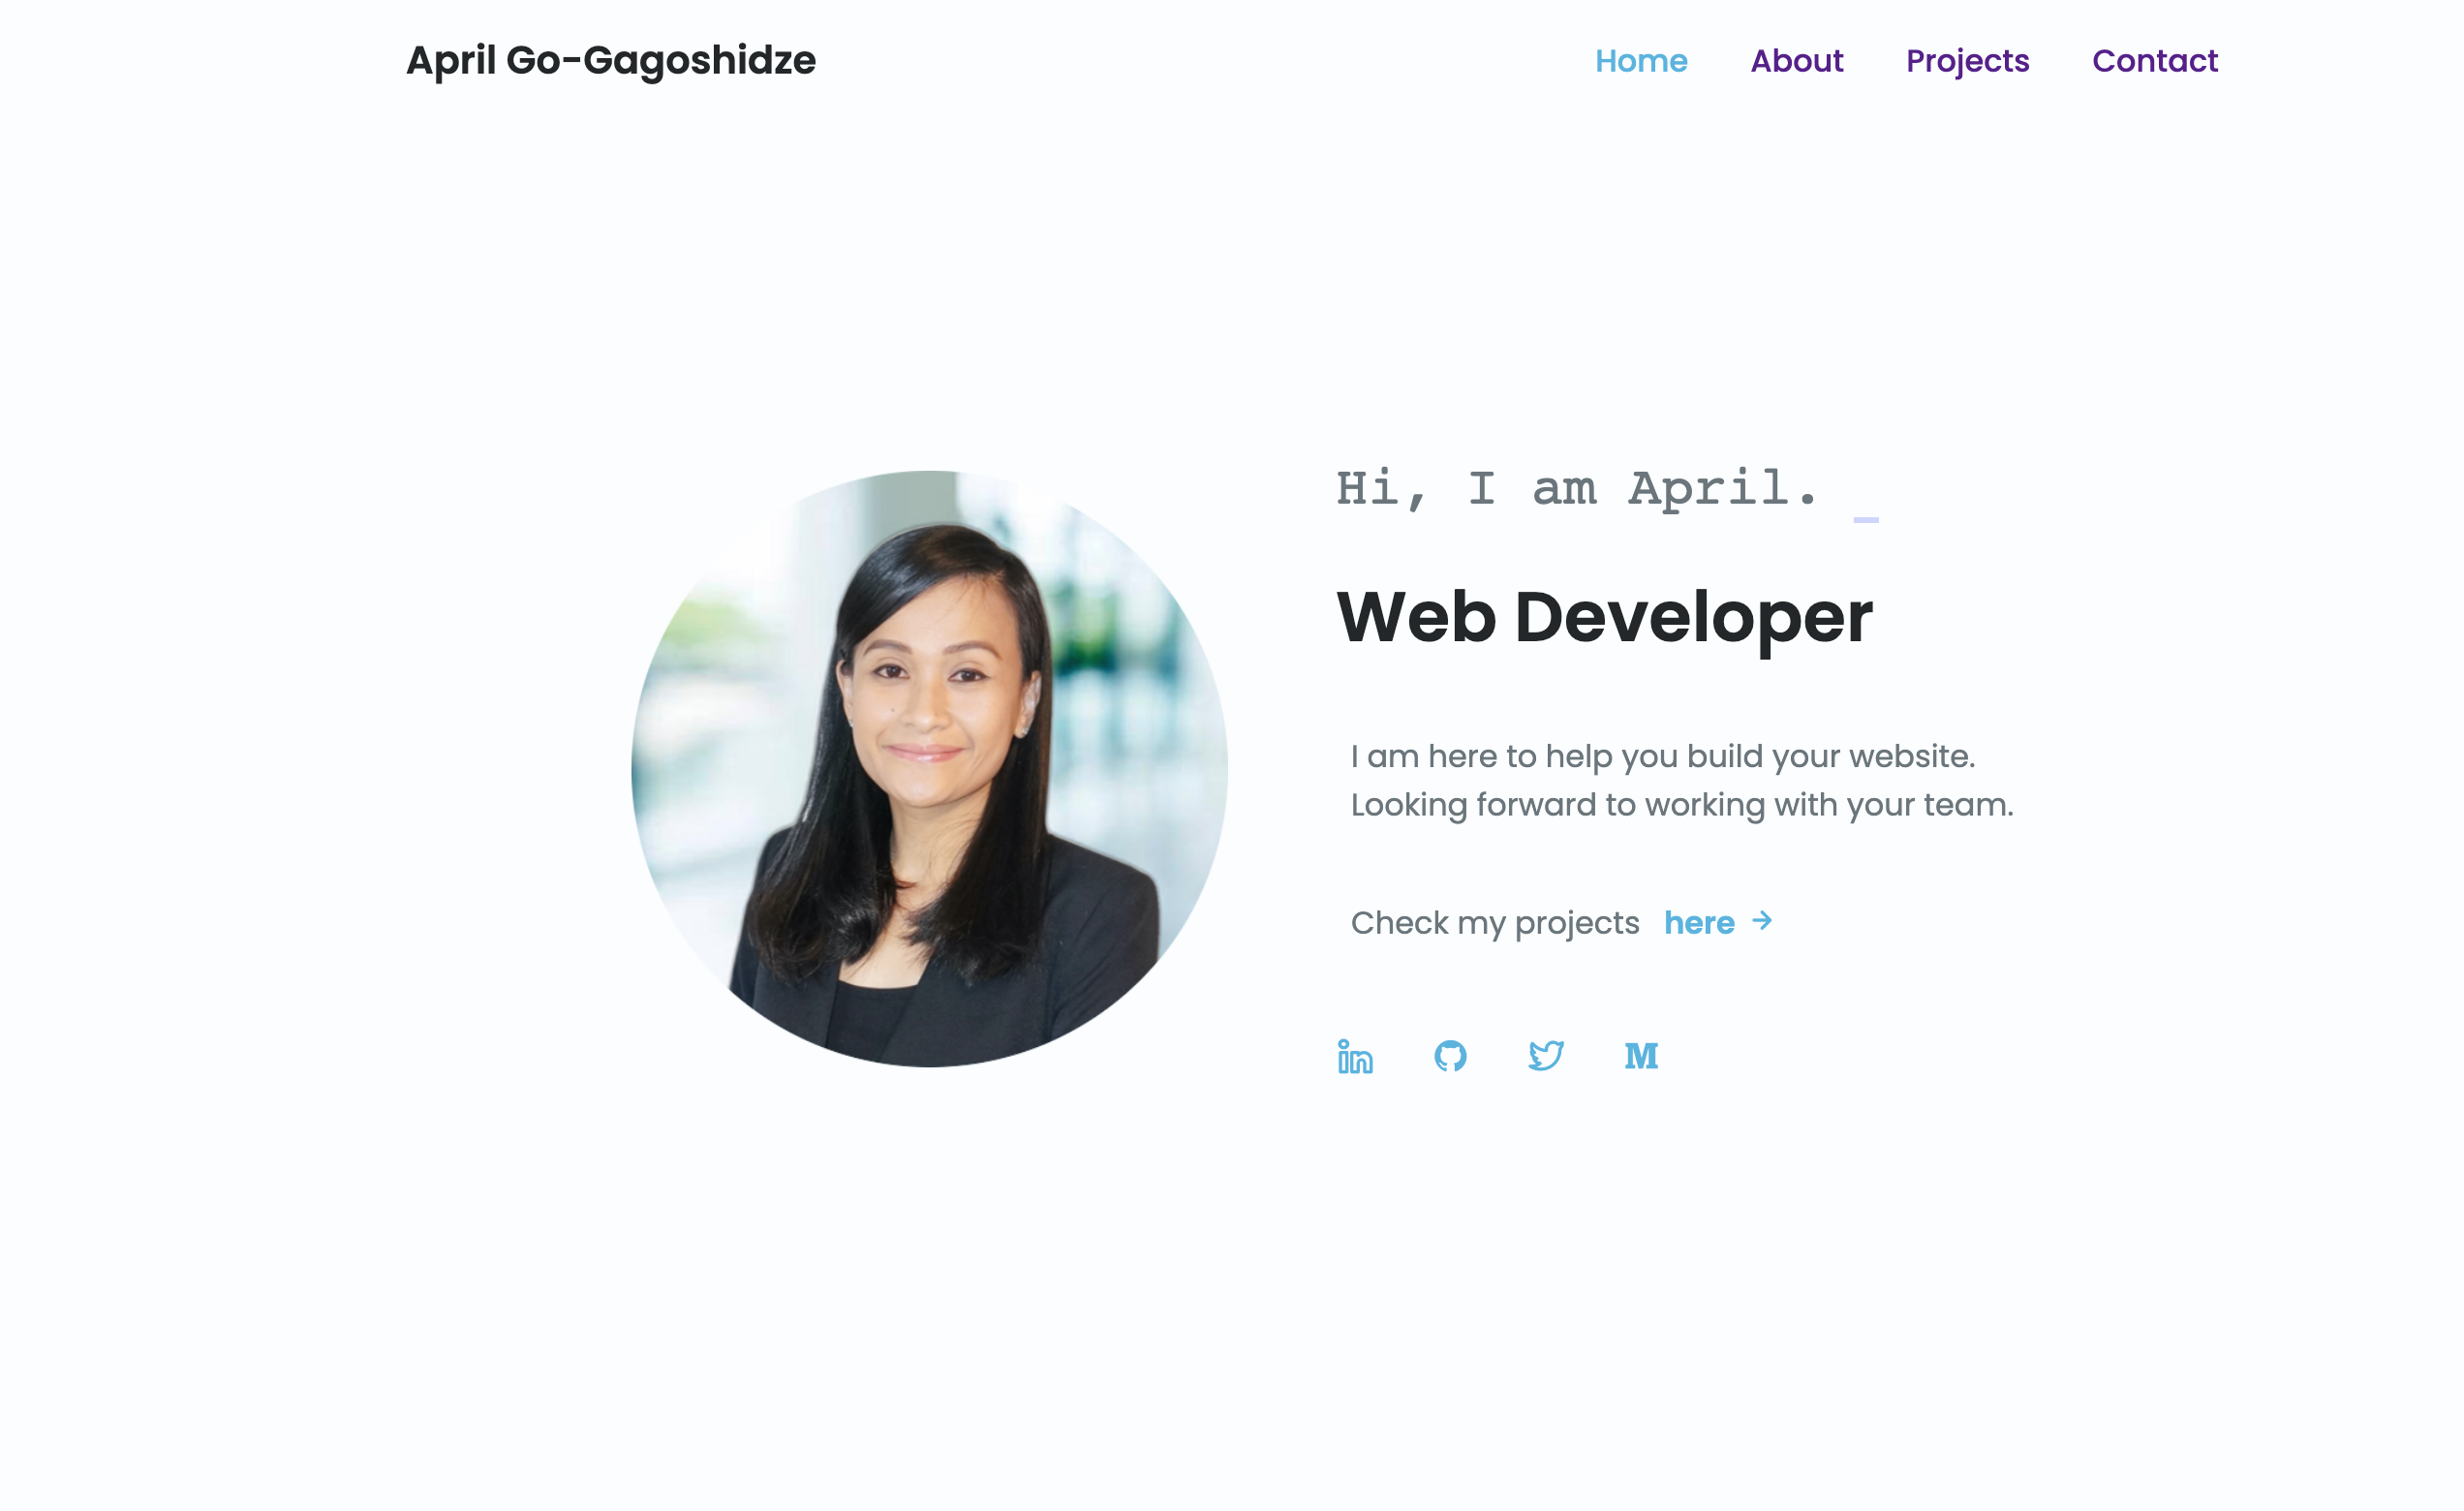 April Go-Gagoshidze
Home About Projects Contact
Hi, I am April. _
Web Developer
I am here to help you build your website.
Looking forward to working with your team.
Check my projects here →